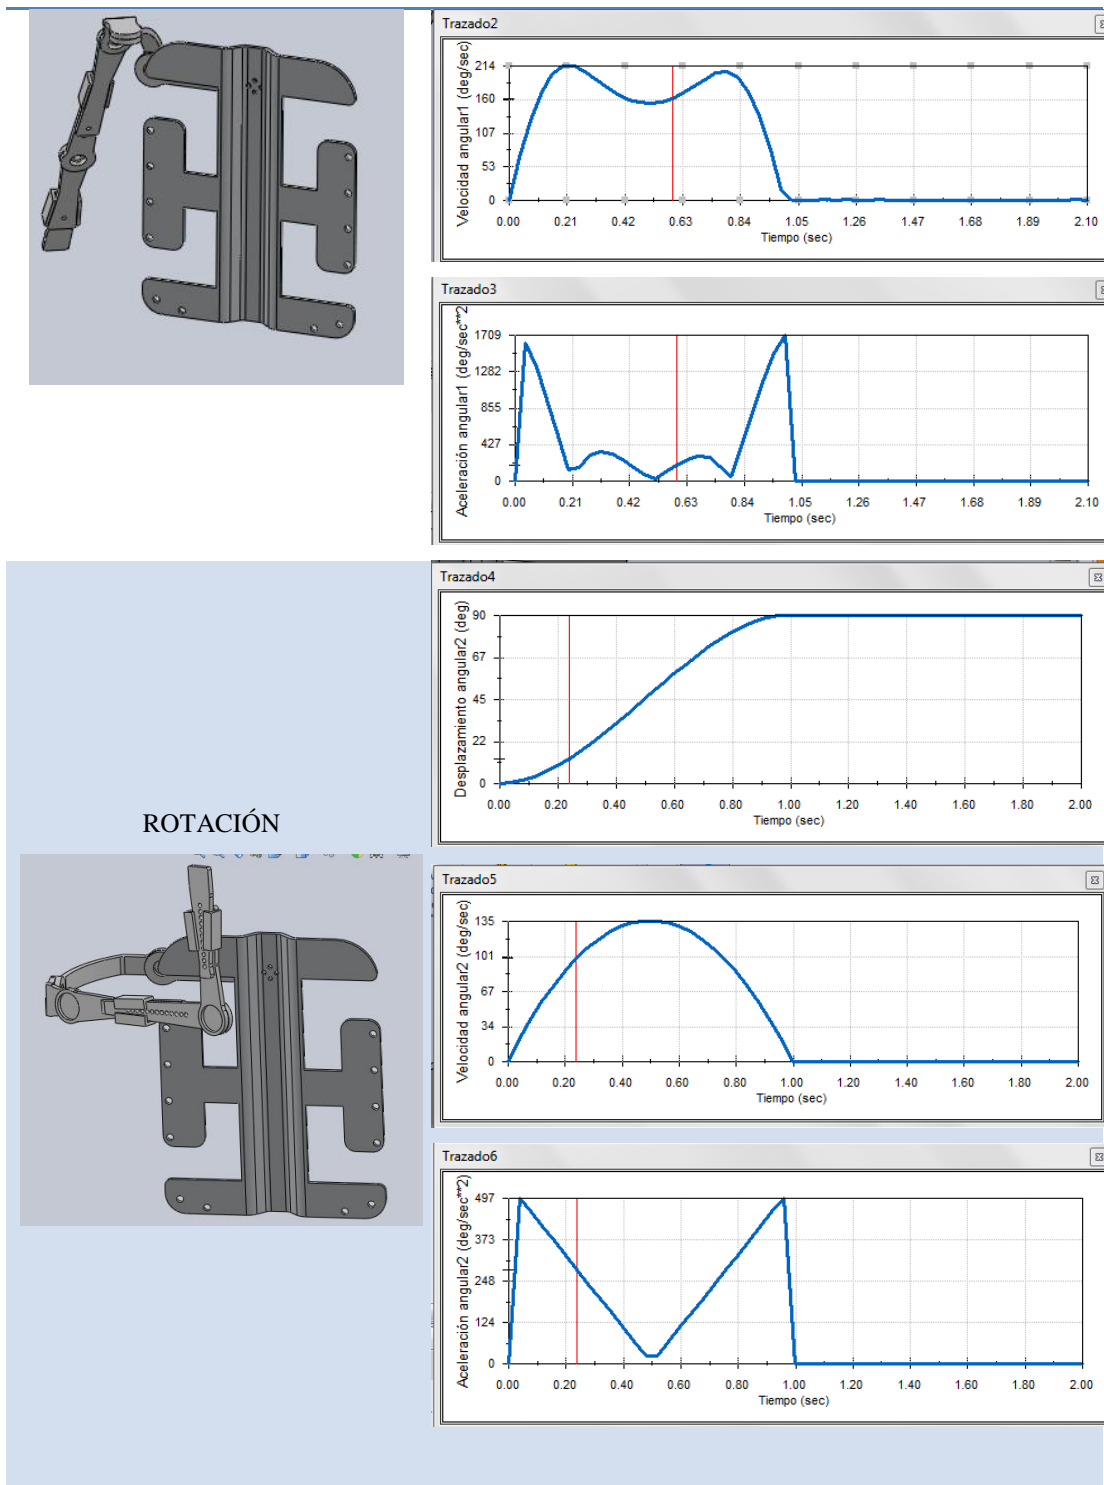 Trazado2
Velocidad angular1 (deg/sec)
214
160
107
53
0
0.00 0.21 0.42 0.63 0.84 1.05 1.26 1.47 1.68 1.89 2.10
Tiempo (sec)
Trazado3
Aceleración angular1 (deg/sec**2
1709
1282
855
427
0
0.00 0.21 0.42 0.63 0.84 1.05 1.26 1.47 1.68 1.89 2.10
Tiempo (sec)
ROTACIÓN
Trazado4
Desplazamiento angular2 (deg)
90
67
45
22
0
0.00 0.20 0.40 0.60 0.80 1.00 1.20 1.40 1.60 1.80 2.00
Tiempo (sec)
Trazado5
Velocidad angular2 (deg/sec)
135
101
67
34
0
0.00 0.20 0.40 0.60 0.80 1.00 1.20 1.40 1.60 1.80 2.00
Tiempo (sec)
Trazado6
Aceleración angular2 (deg/sec**2)
497
373
248
124
0
0.00 0.20 0.40 0.60 0.80 1.00 1.20 1.40 1.60 1.80 2.00
Tiempo (sec)